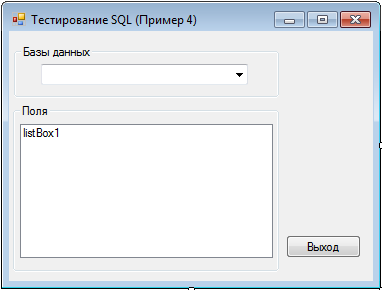 Тестирование SQL (Пример 4)
Базы данных
Поля
listBox1
Выход